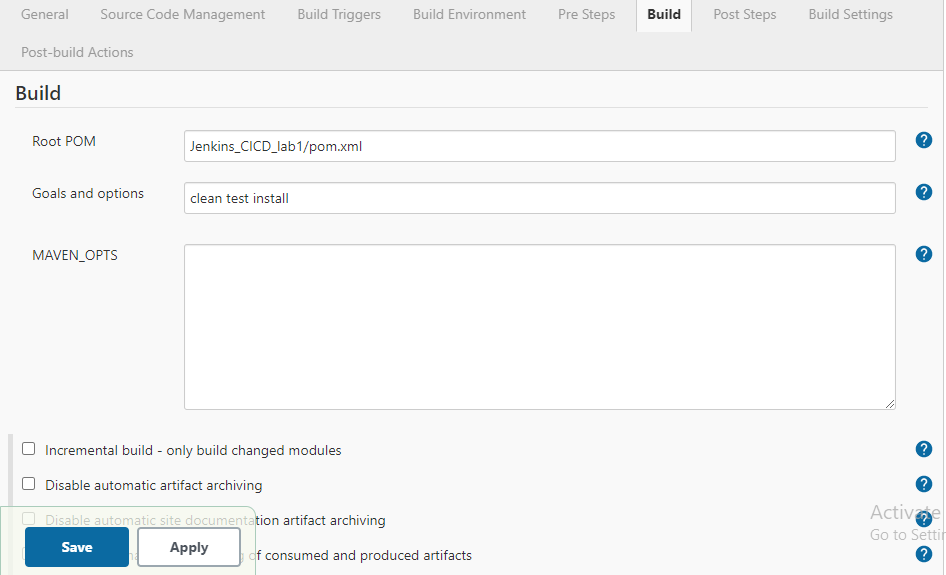 General Source Code Management Build Triggers Build Environment Pre Steps Build Post Steps Build Settings
Post-build Actions
Build
Root POM Jenkins_CICD_lab1/pom.xml ?
Goals and options clean test install ?
MAVEN_OPTS ?
Incremental build - only build changed modules ?
Disable automatic artifact archiving ?
Activate
Disable automatic site documentation artifact archiving ?
Go to Settin
Save Apply g of consumed and produced artifacts ?